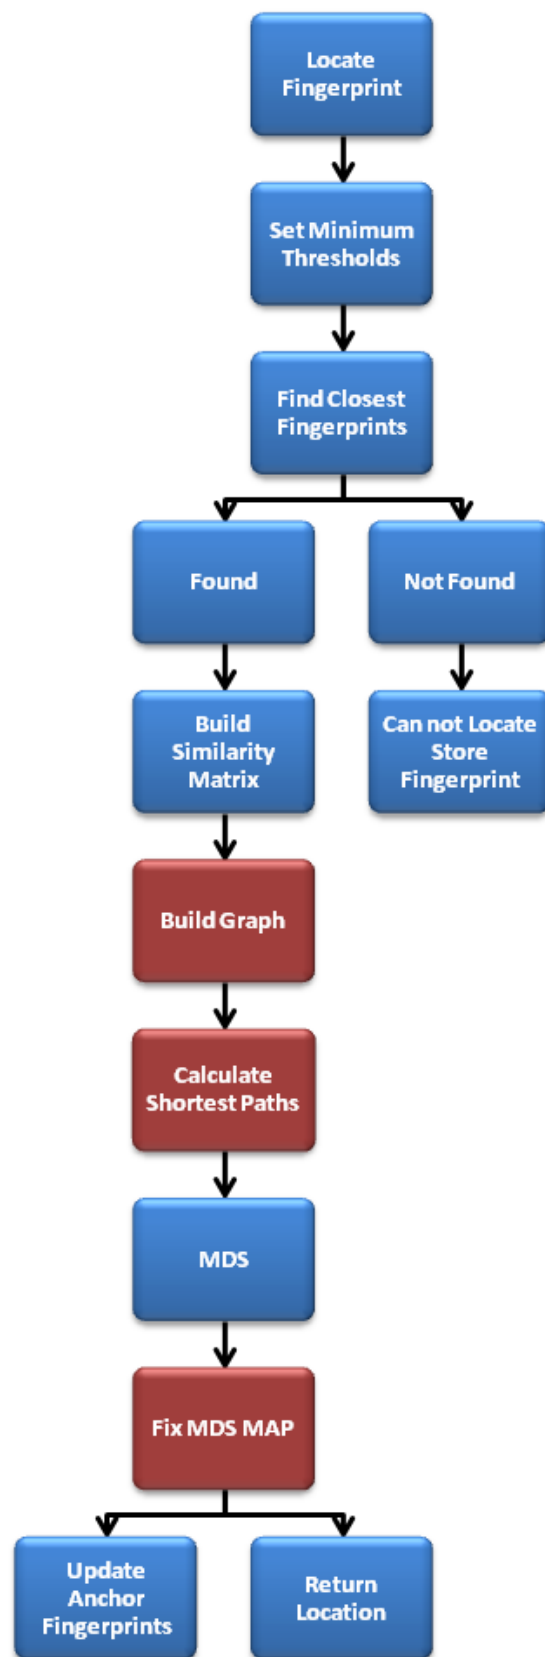 Locate
Fingerprint
Set Minimum
Thresholds
Find Closest
Fingerprints
Found
Not Found
Build
Similarity
Matrix
Can not Locate
Store
Fingerprint
Build Graph
Calculate
Shortest Paths
MDS
Fix MDS MAP
Update
Anchor
Fingerprints
Return
Location